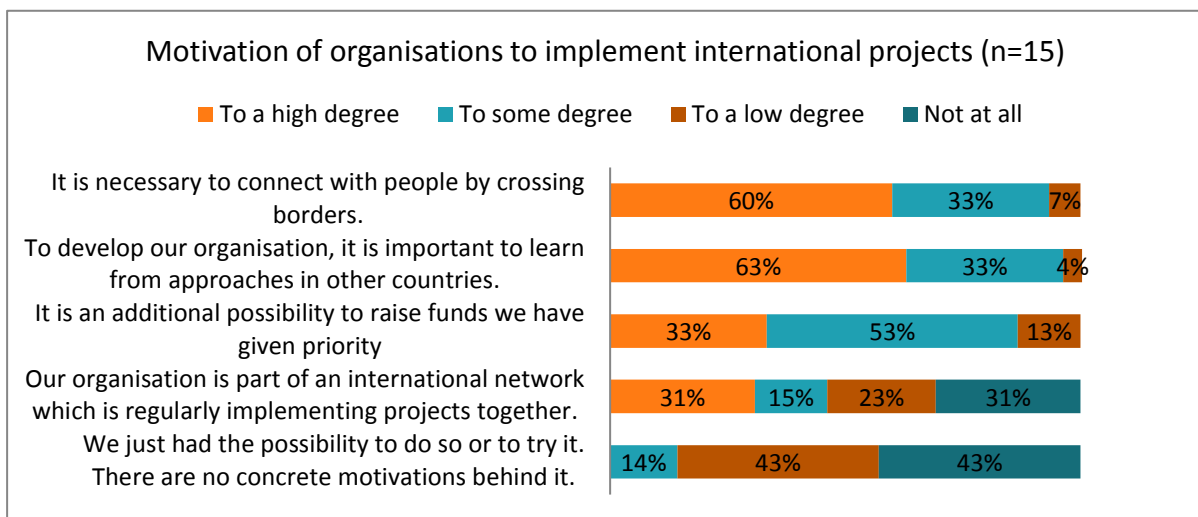 Motivation of organisations to implement international projects (n=15)
To a high degree To some degree To a low degree Not at all
It is necessary to connect with people by crossing
borders.
60% 33% 7%
To develop our organisation, it is important to learn
from approaches in other countries.
63% 33% 4%
It is an additional possibility to raise funds we have
given priority
33% 53% 13%
Our organisation is part of an international network
which is regularly implementing projects together.
31% 15% 23% 31%
We just had the possibility to do so or to try it.
There are no concrete motivations behind it.
14% 43% 43%